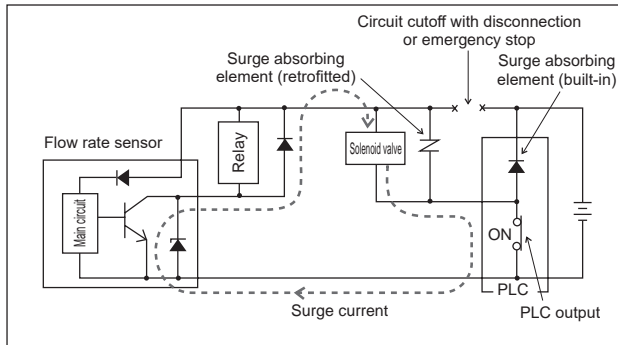 Circuit cutoff with disconnection
or emergency stop
Surge absorbing
element (retrofitted)
Surge absorbing
element (built-in)
Flow rate sensor
Relay
Solenoid valve
Main circuit
ON
PLC
PLC output
Surge current